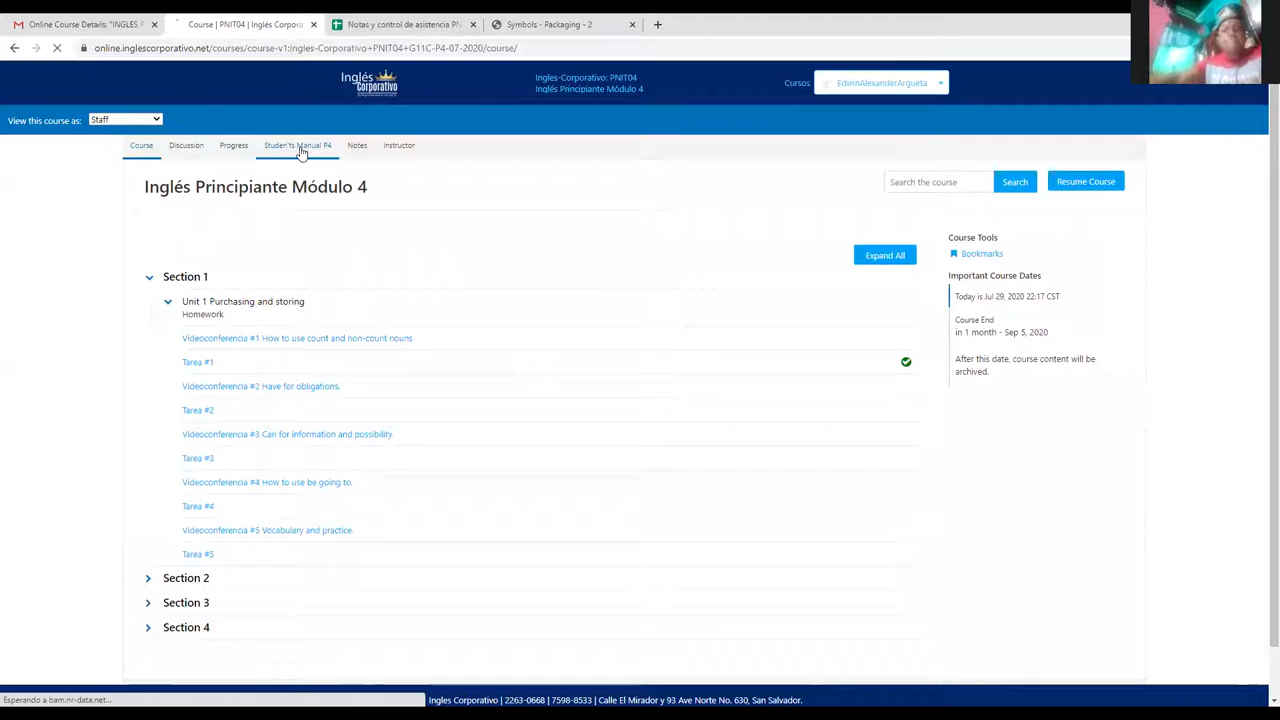 Online Course Details: "INGLES F
Course | PNIT04 | Inglés Corpora
Notas y control de asistencia PN
Symbols - Packaging - 2
online.inglescorporativo.net/courses/course-v1:Ingles-Corporativo+PNIT04+G11C-P4-07-2020/course/
Inglés
Corporativo
Ingles-Corporativo: PNIT04
Inglés Principiante Módulo 4
Cursos
EdwinAlexanderArgueta
View this course as:
Staff
Course
Discussion
Progress
Studen'ts Manual P4
Notes
Instructor
Inglés Principiante Módulo 4
Search the course
Search
Resume Course
Expand All
Course Tools
Bookmarks
Important Course Dates
Today is Jul 29, 2020 22:17 CST
Course End
in 1 month - Sep 5, 2020
After this date, course content will be
archived.
Section 1
Unit 1 Purchasing and storing
Homework
Videoconferencia #1 How to use count and non-count nouns
Tarea #1
Videoconferencia #2 Have for obligations.
Tarea #2
Videoconferencia #3 Can for information and possibility.
Tarea #3
Videoconferencia #4 How to use be going to.
Tarea #4
Videoconferencia #5 Vocabulary and practice.
Tarea #5
Section 2
Section 3
Section 4
Esperando a bam.nr-data.net...
Ingles Corporativo | 2263-0668 | 7598-8533 | Calle El Mirador y 93 Ave Norte No. 630, San Salvador.